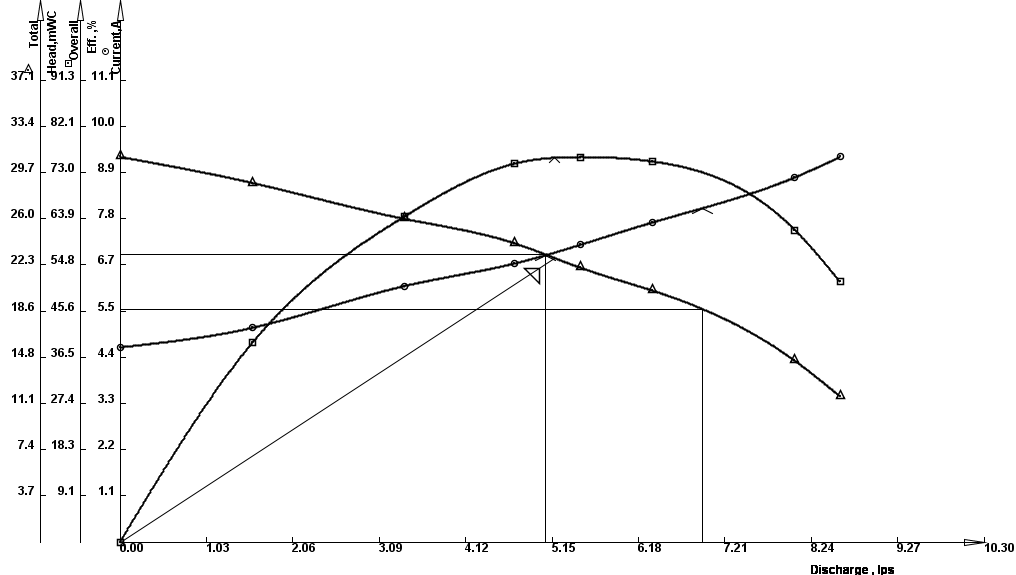 Total
Head,mWC
Overall
Eff. ,%
Current,A
37.1 91.3 11.1
33.4 82.1 10.0
29.7 73.0 8.9
26.0 63.9 7.8
22.3 54.8 6.7
18.6 45.6 5.5
14.8 36.5 4.4
11.1 27.4 3.3
7.4 18.3 2.2
3.7 9.1 1.1
0.00 1.03 2.06 3.09 4.12 5.15 6.18 7.21 8.24 9.27 10.30
Discharge , lps